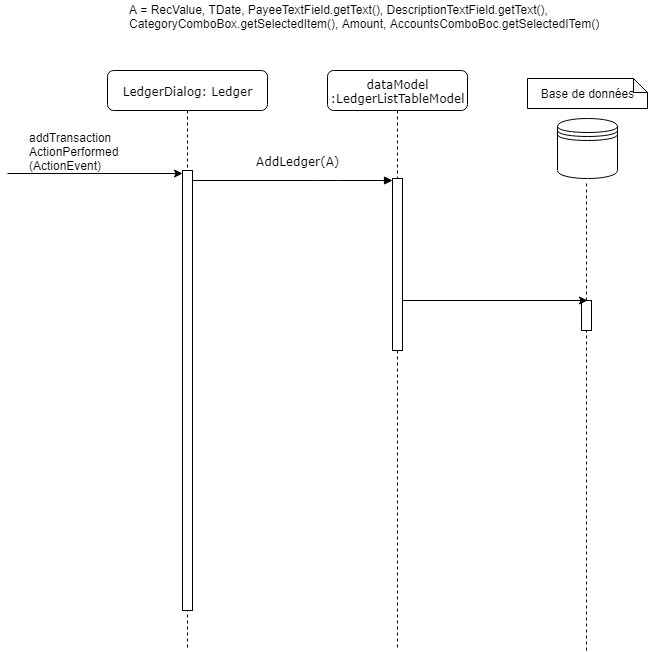 A = RecValue, TDate, PayeeTextField.getText(), DescriptionTextField.getText(),
CategoryComboBox.getSelectedItem(), Amount, AccountsComboBoc.getSelectedITem()
LedgerDialog: Ledger
dataModel
:LedgerListTableModel
Base de données
addTransaction
ActionPerformed
(ActionEvent)
AddLedger(A)